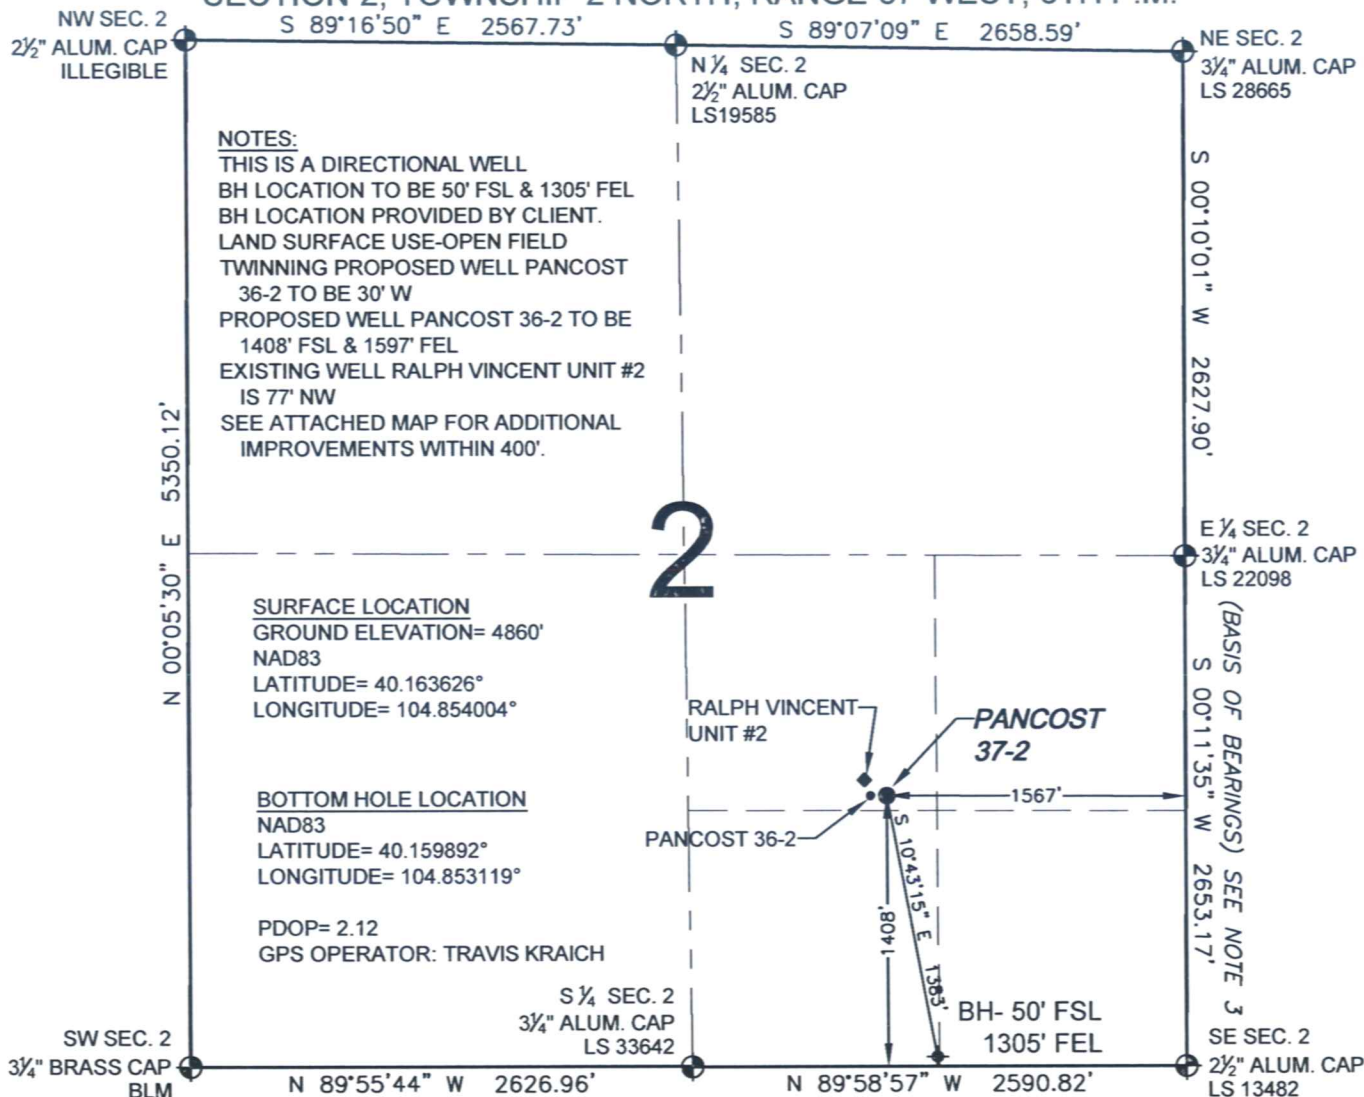 SECTION 2, TOWNSHIP 2 NORTH, RANGE 67 WEST, 6TH P.M.
NW SEC. 2
2½" ALUM. CAP
ILLEGIBLE
S 89°16'50" E 2567.73'
S 89°07'09" E 2658.59'
NE SEC. 2
3¼" ALUM. CAP
LS 28665
N ¼ SEC. 2
2½" ALUM. CAP
LS19585
NOTES:
THIS IS A DIRECTIONAL WELL
BH LOCATION TO BE 50' FSL & 1305' FEL
BH LOCATION PROVIDED BY CLIENT.
LAND SURFACE USE-OPEN FIELD
TWINNING PROPOSED WELL PANCOST
36-2 TO BE 30' W
PROPOSED WELL PANCOST 36-2 TO BE
1408' FSL & 1597' FEL
EXISTING WELL RALPH VINCENT UNIT #2
IS 77' NW
SEE ATTACHED MAP FOR ADDITIONAL
IMPROVEMENTS WITHIN 400'.
S 00°10'01" W 2627.90'
N 00°05'30" E 5350.12'
2
E ¼ SEC. 2
3¼" ALUM. CAP
LS 22098
SURFACE LOCATION
GROUND ELEVATION= 4860'
NAD83
LATITUDE= 40.163626°
LONGITUDE= 104.854004°
RALPH VINCENT
UNIT #2
PANCOST
37-2
1567'
PANCOST 36-2
S 00°11'35" W 2653.17'
(BASIS OF BEARINGS) SEE NOTE 3
BOTTOM HOLE LOCATION
NAD83
LATITUDE= 40.159892°
LONGITUDE= 104.853119°
PDOP= 2.12
GPS OPERATOR: TRAVIS KRAICH
1408'
S 10°43'15" E 1383'
BH- 50' FSL
1305' FEL
S ¼ SEC. 2
3¼" ALUM. CAP
LS 33642
SW SEC. 2
3¼" BRASS CAP
BLM
N 89°55'44" W 2626.96'
N 89°58'57" W 2590.82'
SE SEC. 2
2½" ALUM. CAP
LS 13482